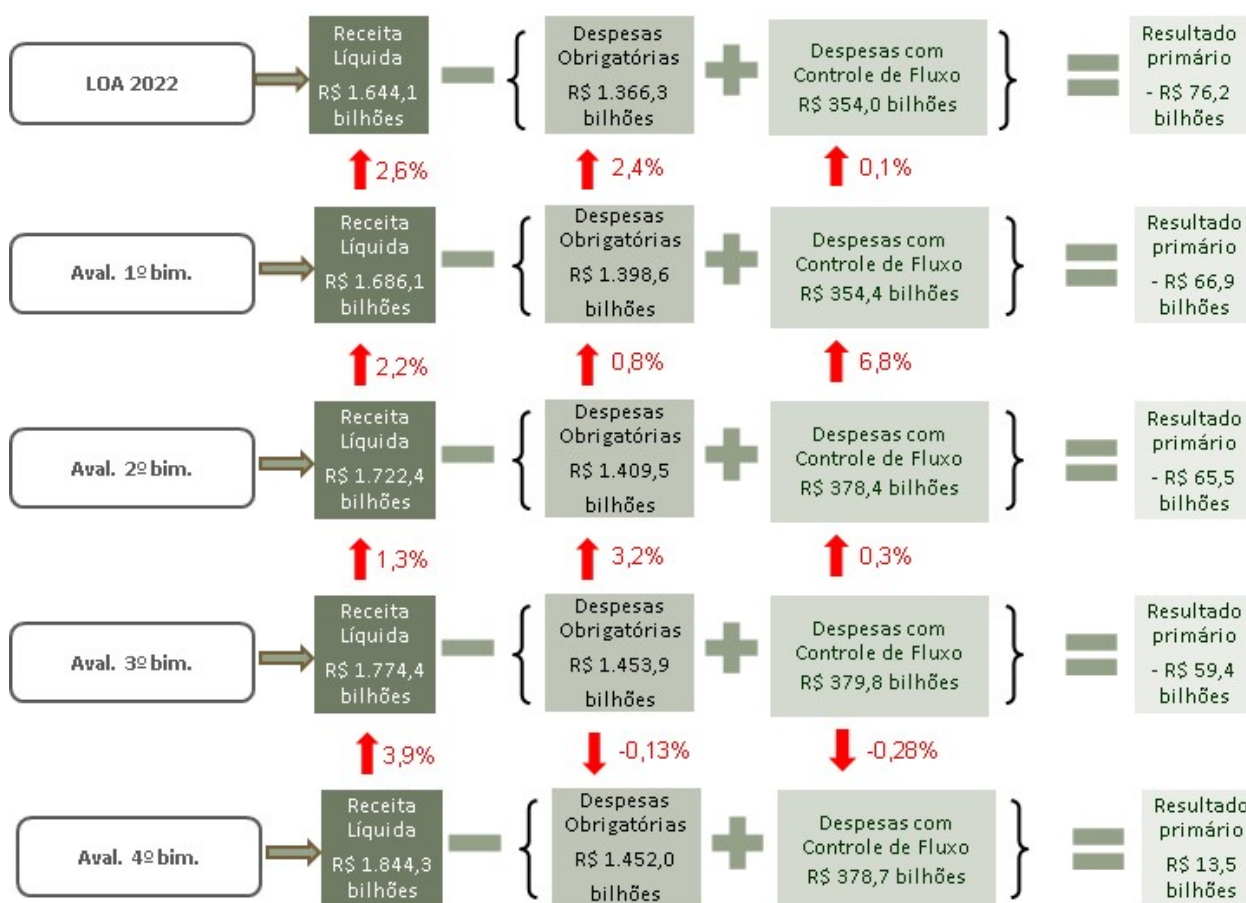 LOA 2022
Receita
Líquida
R$ 1.644,1
bilhões
Despesas
Obrigatórias
R$ 1.366,3
bilhões
Despesas com
Controle de Fluxo
R$ 354,0 bilhões
Resultado
primário
- R$ 76,2
bilhões
2,6%
2,4%
0,1%
Aval. 1º bim.
Receita
Líquida
R$ 1.686,1
bilhões
Despesas
Obrigatórias
R$ 1.398,6
bilhões
Despesas com
Controle de Fluxo
R$ 354,4 bilhões
Resultado
primário
- R$ 66,9
bilhões
2,2%
0,8%
6,8%
Aval. 2º bim.
Receita
Líquida
R$ 1.722,4
bilhões
Despesas
Obrigatórias
R$ 1.409,5
bilhões
Despesas com
Controle de Fluxo
R$ 378,4 bilhões
Resultado
primário
- R$ 65,5
bilhões
1,3%
3,2%
0,3%
Aval. 3º bim.
Receita
Líquida
R$ 1.774,4
bilhões
Despesas
Obrigatórias
R$ 1.453,9
bilhões
Despesas com
Controle de Fluxo
R$ 379,8 bilhões
Resultado
primário
- R$ 59,4
bilhões
3,9%
-0,13%
-0,28%
Aval. 4º bim.
Receita
Líquida
R$ 1.844,3
bilhões
Despesas
Obrigatórias
R$ 1.452,0
bilhões
Despesas com
Controle de Fluxo
R$ 378,7 bilhões
Resultado
primário
R$ 13,5
bilhões